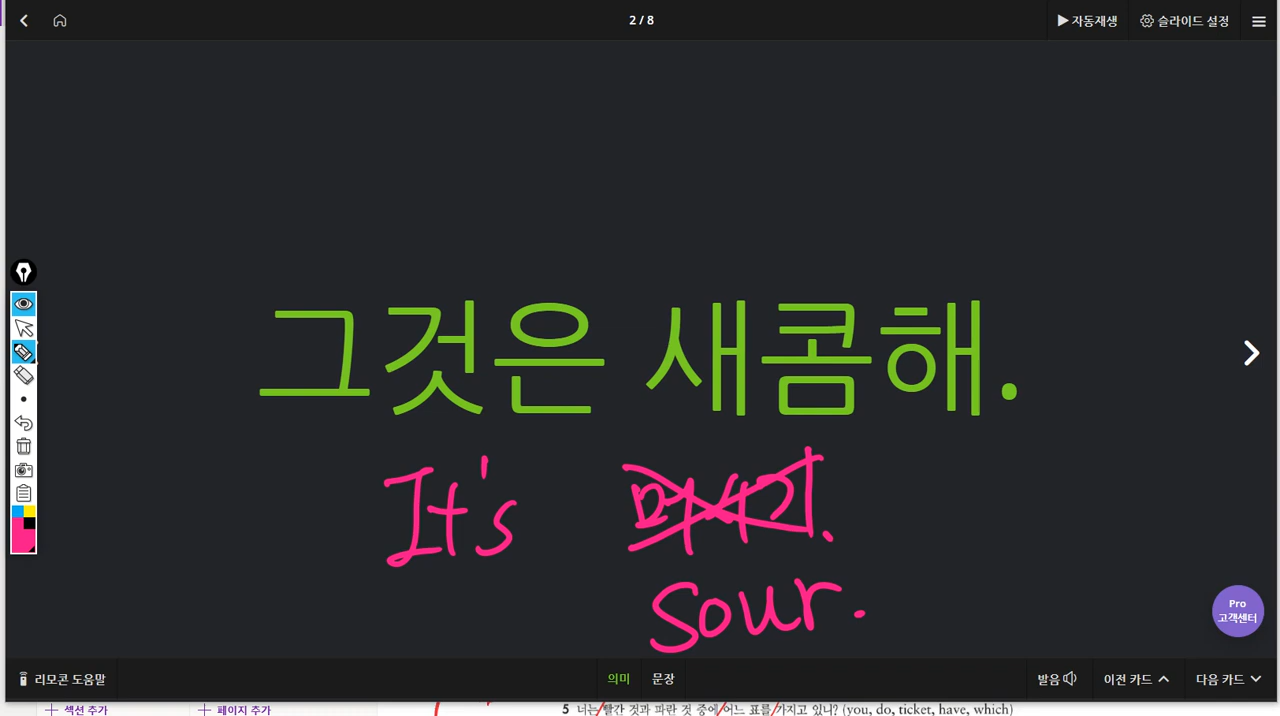 2 / 8
자동재생
슬라이드 설정
그것은 새콤해.
It's
sour.
Pro
고객센터
리모콘 도움말
의미
문장
발음
이전 카드
다음 카드
섹션 추가
페이지 추가
5 너는 빨간 것과 파란 것 중에 어느 표를 가지고 있니? (you, do, ticket, have, which)